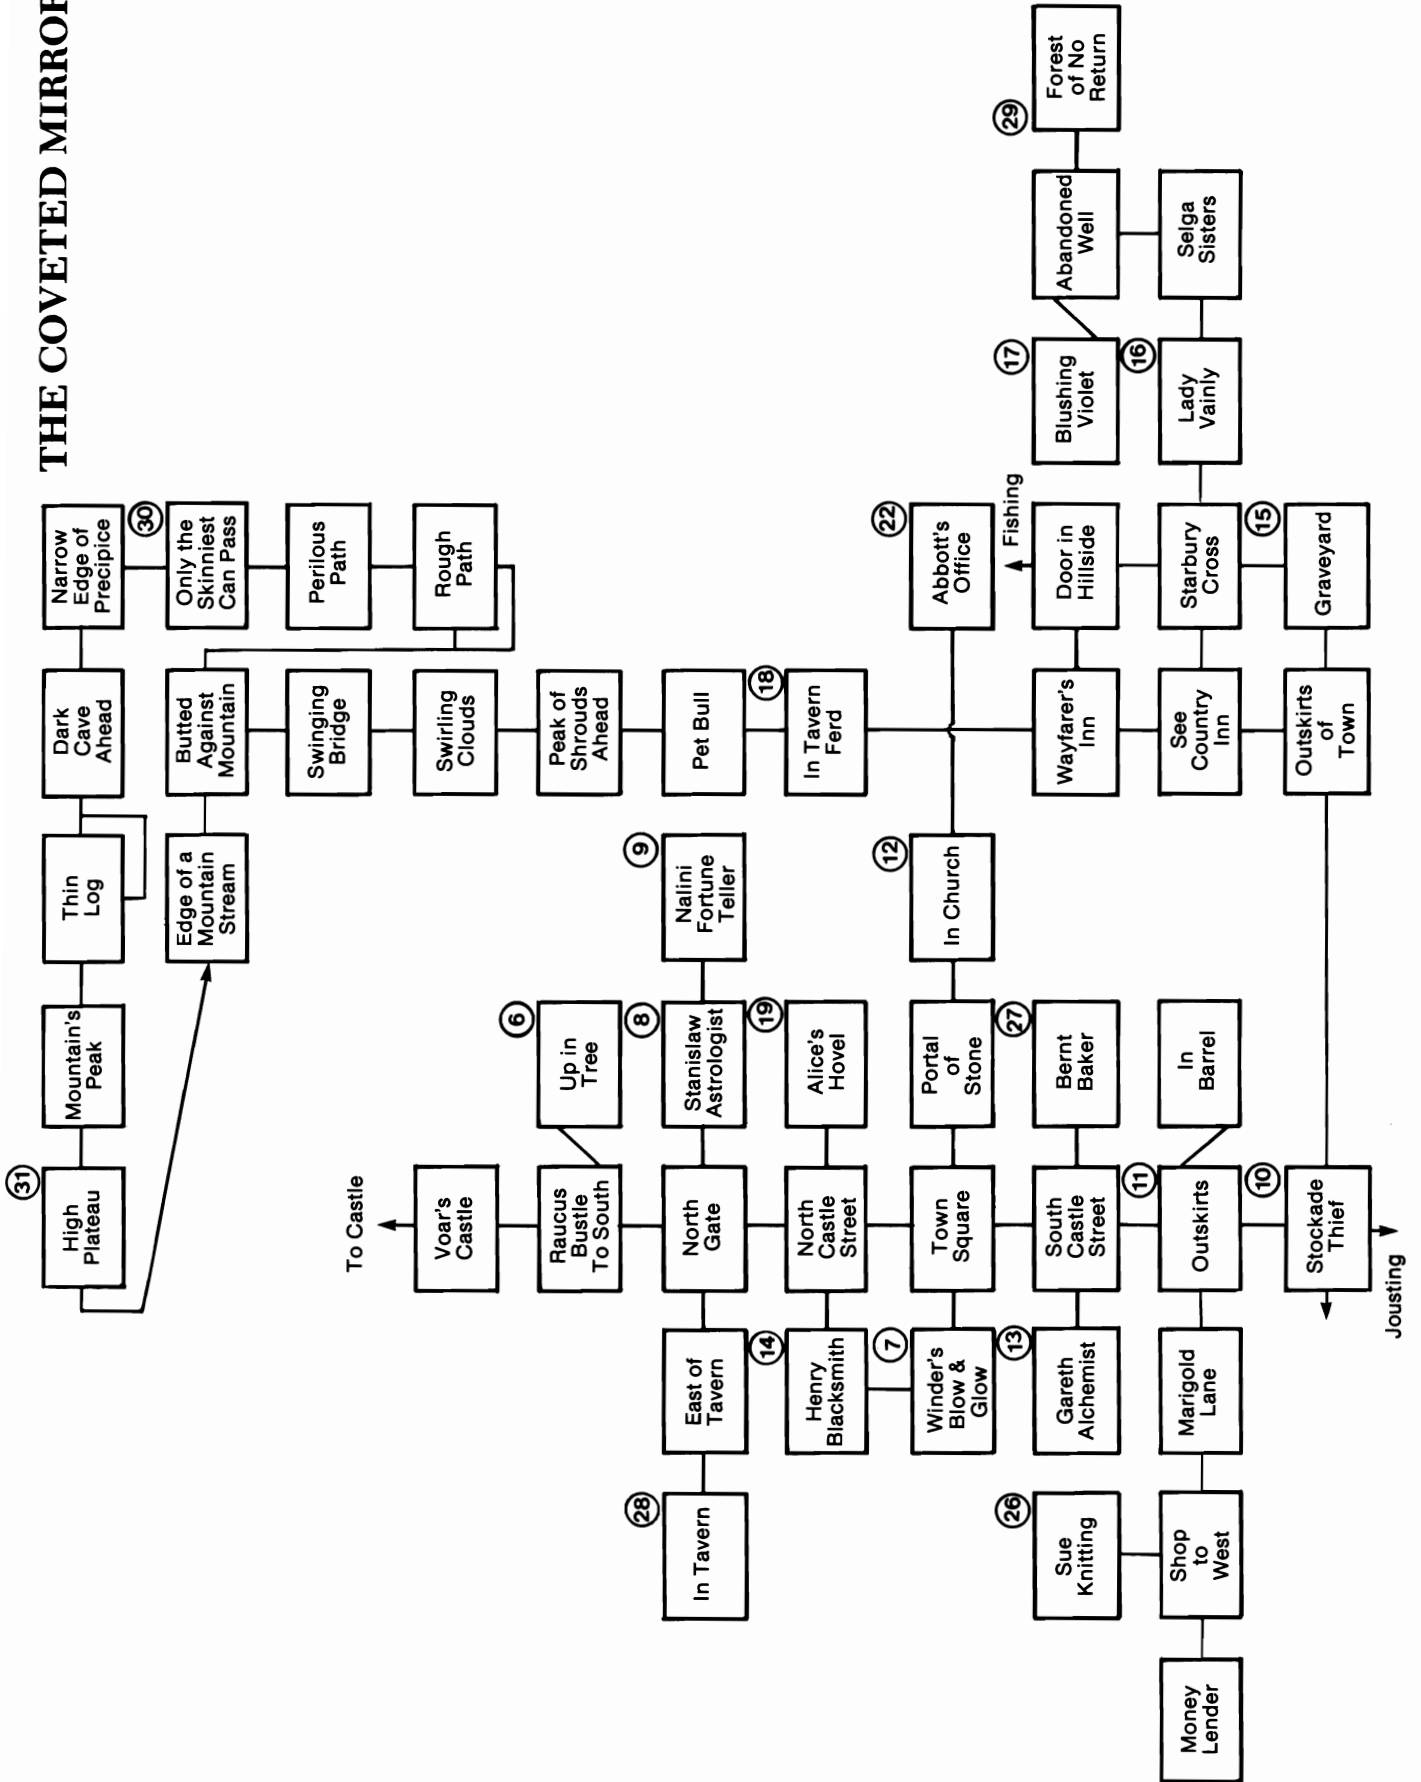 THE COVETED MIRROR
Narrow
Edge of
Precipice
30
Only the
Skinniest
Can Pass
Perilous
Path
Rough
Path
Dark
Cave
Ahead
Butted
Against
Mountain
Swinging
Bridge
Swirling
Clouds
Peak of
Shrouds
Ahead
Pet Bull
18
In Tavern
Ferd
Thin
Log
Edge of a
Mountain
Stream
Mountain's
Peak
31
High
Plateau
29
Forest
of No
Return
Abandoned
Well
Selga
Sisters
17
Blushing
Violet
16
Lady
Vainly
22
Abbott's
Office
Fishing
Door in
Hillside
Starbury
Cross
15
Graveyard
Wayfarer's
Inn
See
Country
Inn
Outskirts
of
Town
9
Nalini
Fortune
Teller
12
In Church
6
Up in
Tree
8
Stanislaw
Astrologist
19
Alice's
Hovel
Portal
of
Stone
27
Bernt
Baker
In
Barrel
To Castle
Voar's
Castle
Raucus
Bustle
To South
North
Gate
North
Castle
Street
Town
Square
South
Castle
Street
11
Outskirts
10
Stockade
Thief
Jousting
East of
Tavern
14
Henry
Blacksmith
7
Winder's
Blow &
Glow
13
Gareth
Alchemist
Marigold
Lane
28
In Tavern
26
Sue
Knitting
Shop
to
West
Money
Lender